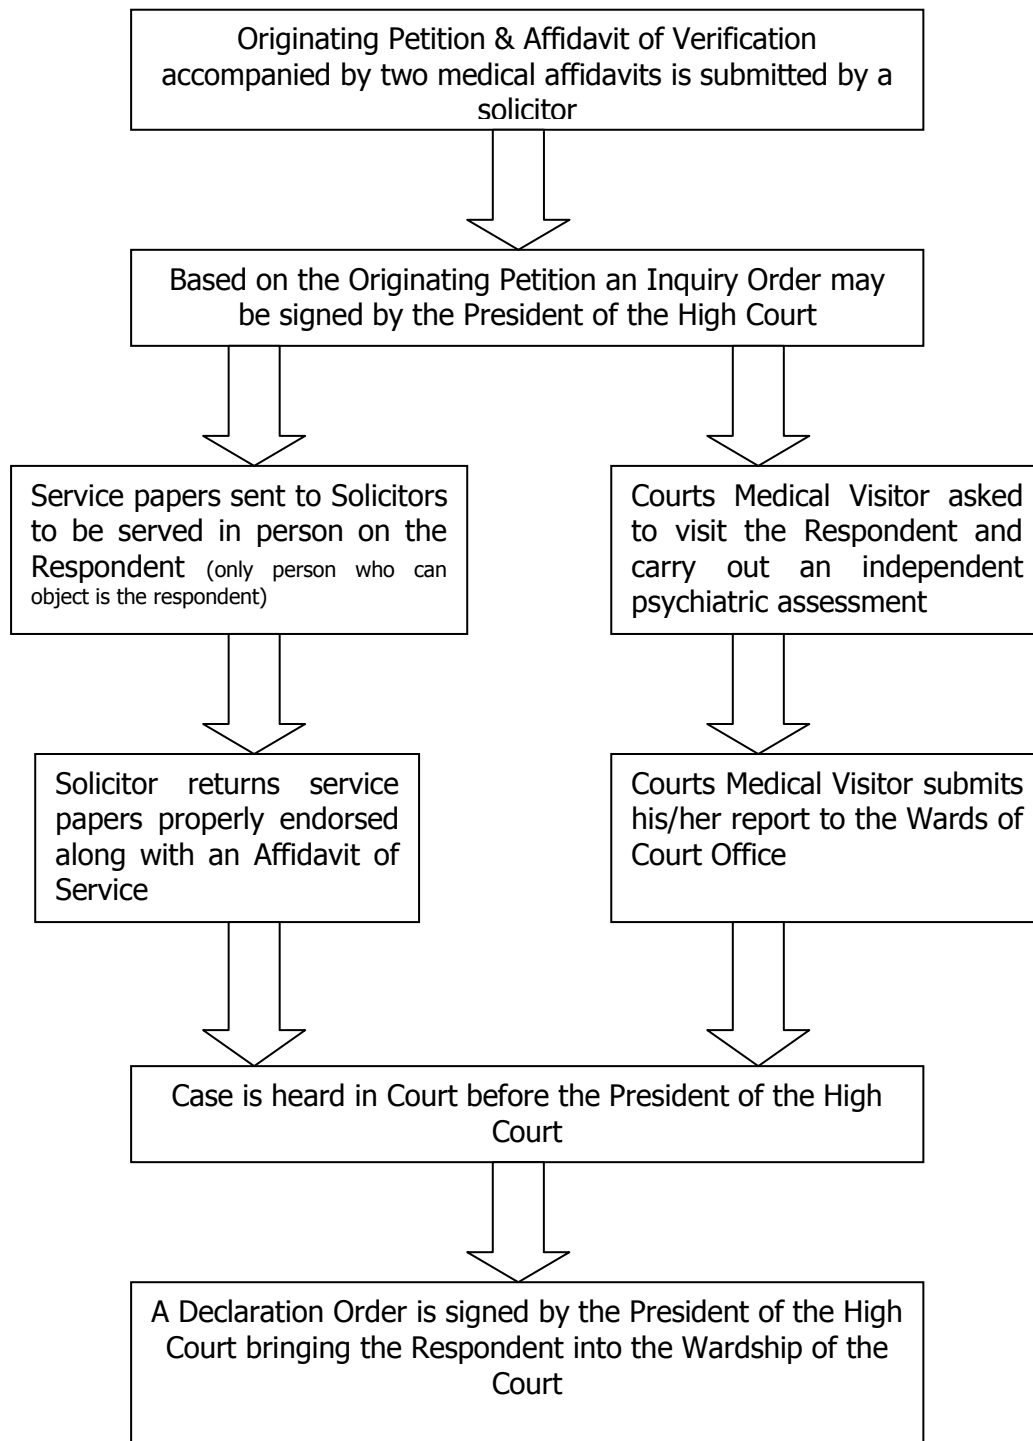 Originating Petition & Affidavit of Verification
accompanied by two medical affidavits is submitted by a
solicitor
Based on the Originating Petition an Inquiry Order may
be signed by the President of the High Court
Service papers sent to Solicitors
to be served in person on the
Respondent (only person who can
object is the respondent)
Courts Medical Visitor asked
to visit the Respondent and
carry out an independent
psychiatric assessment
Solicitor returns service
papers properly endorsed
along with an Affidavit of
Service
Courts Medical Visitor submits
his/her report to the Wards of
Court Office
Case is heard in Court before the President of the High
Court
A Declaration Order is signed by the President of the High
Court bringing the Respondent into the Wardship of the
Court